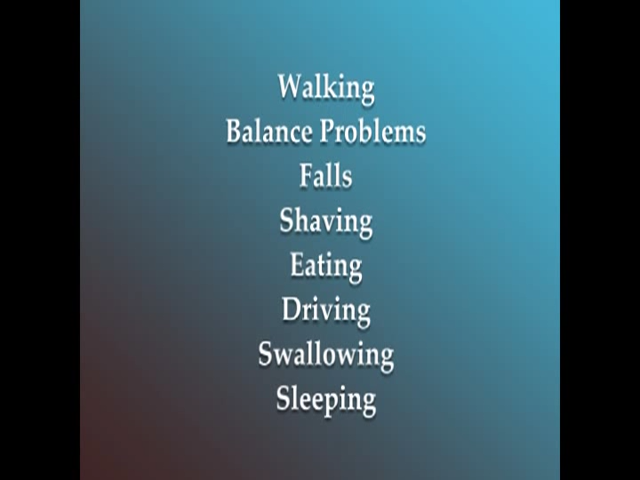 Walking
Balance Problems
Falls
Shaving
Eating
Driving
Swallowing
Sleeping